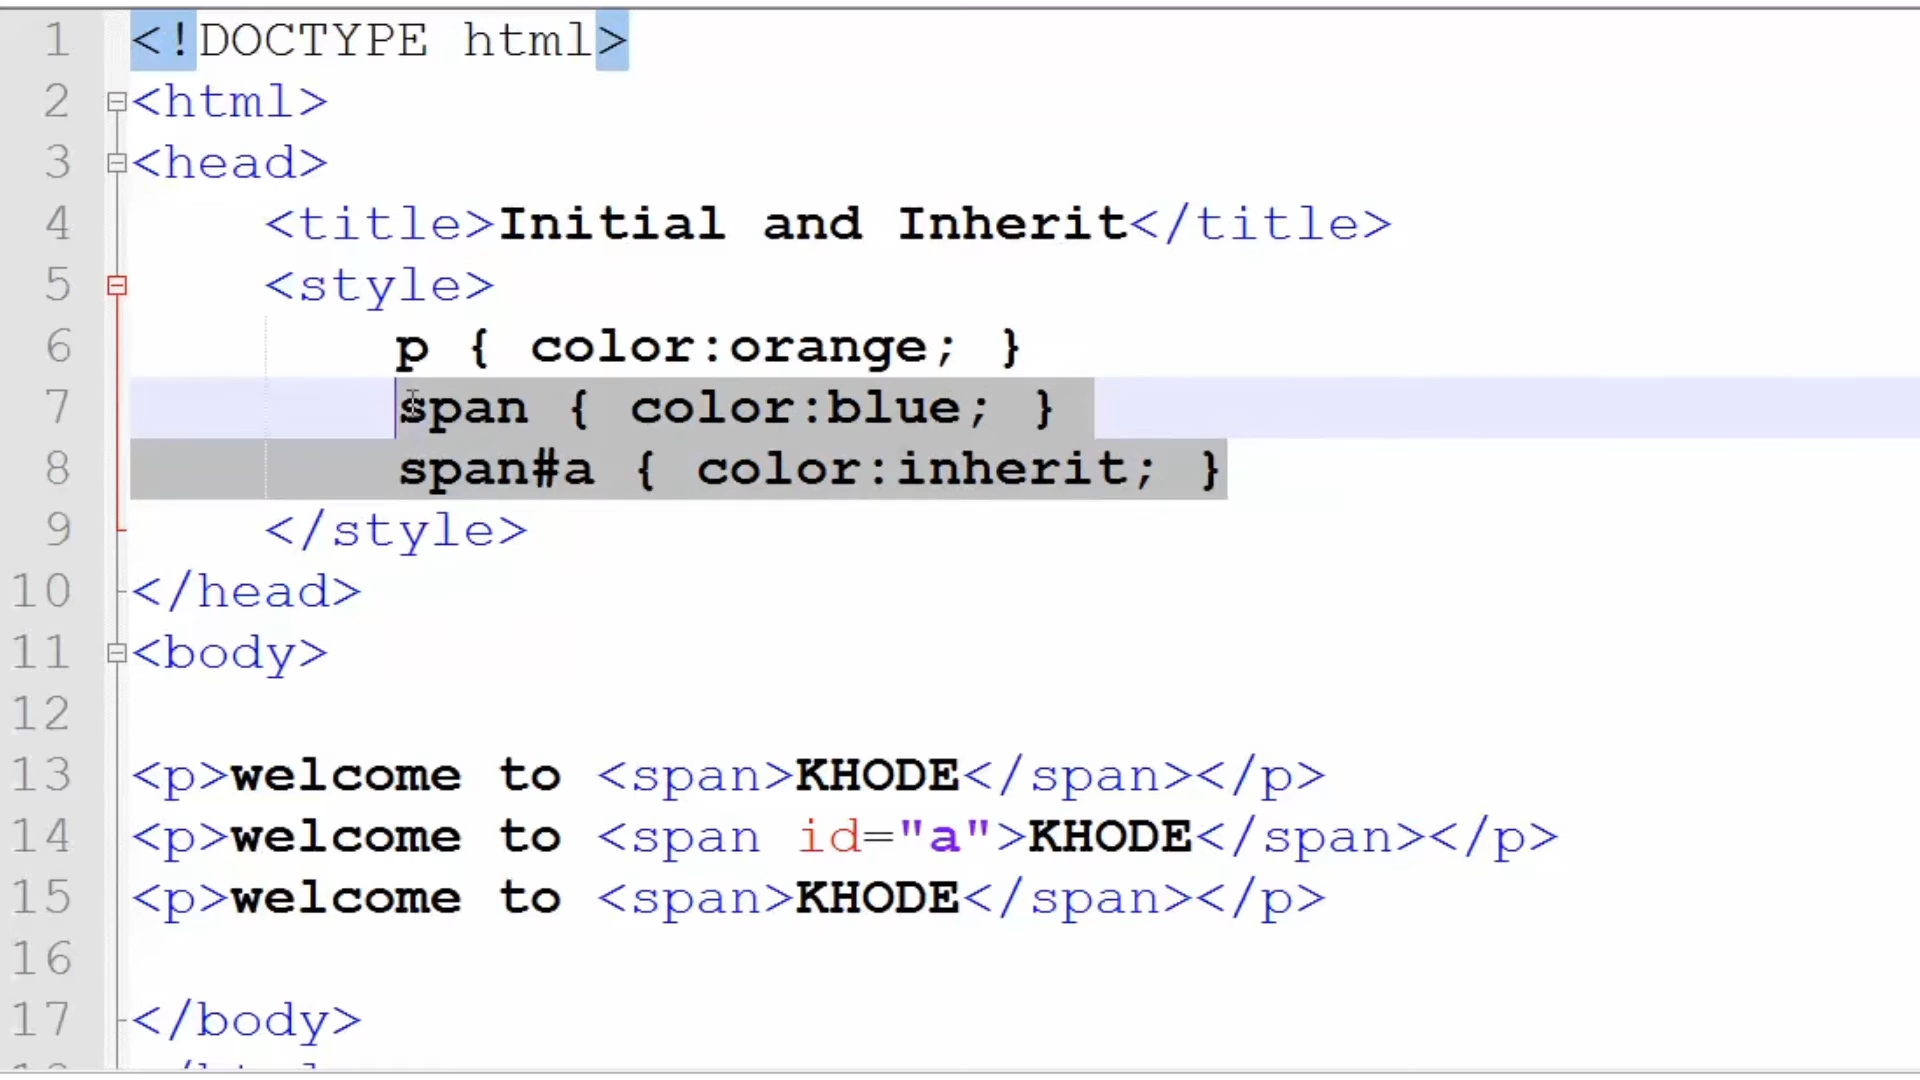 1 <!DOCTYPE html>
2 <html>
3 <head>
4 <title>Initial and Inherit</title>
5 <style>
6 p { color:orange; }
7 span { color:blue; }
8 span#a { color:inherit; }
9 </style>
10 </head>
11 <body>
12
13 <p>welcome to <span>KHODE</span></p>
14 <p>welcome to <span id="a">KHODE</span></p>
15 <p>welcome to <span>KHODE</span></p>
16
17 </body>